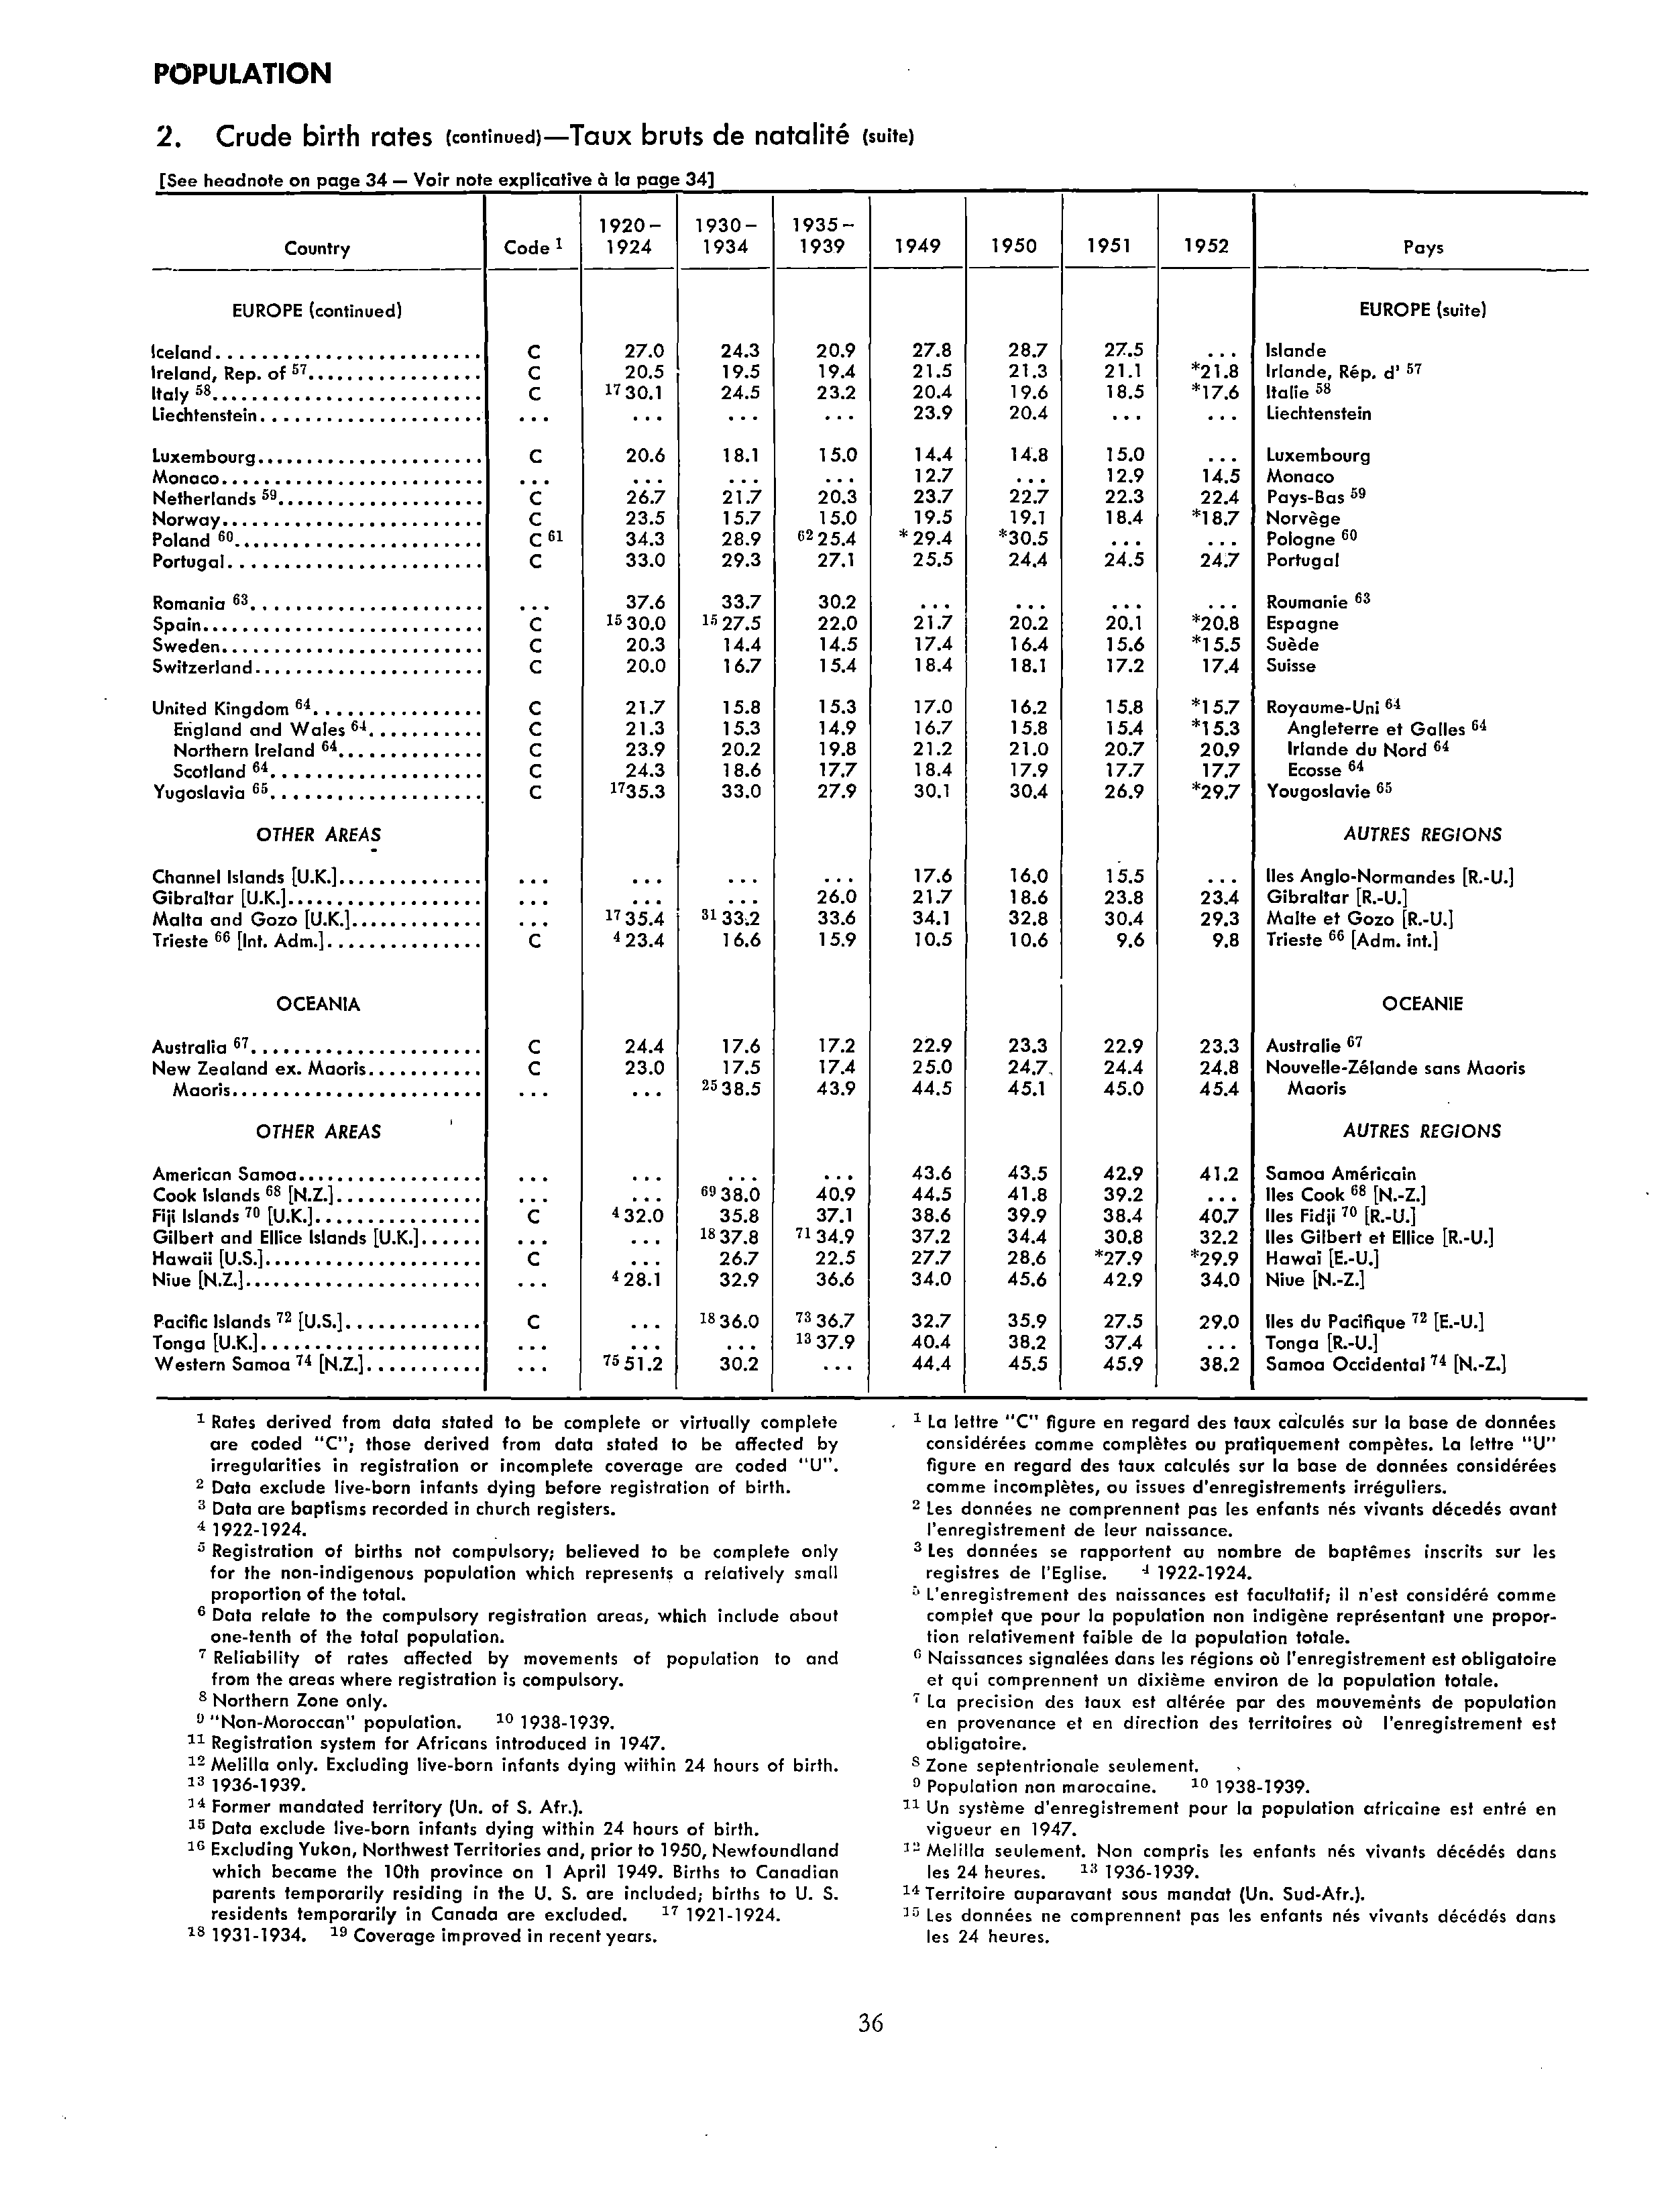 POPULATION
2. Crude birth rates (continued)—Taux bruts de natalité (suite)
[See headnote on page 34 — Voir note explicative à la page 34]
Country Code 1 1920–1924 1930–1934 1935–1939 1949 1950 1951 1952 Pays
EUROPE (continued) EUROPE (suite)
Iceland C 27.0 24.3 20.9 27.8 28.7 27.5 ... Islande
Ireland, Rep. of 57 C 20.5 19.5 19.4 21.5 21.3 21.1 *21.8 Irlande, Rép. d' 57
Italy 58 C 17 30.1 24.5 23.2 20.4 19.6 18.5 *17.6 Italie 58
Liechtenstein ... ... ... ... 23.9 20.4 ... ... Liechtenstein
Luxembourg C 20.6 18.1 15.0 14.4 14.8 15.0 ... Luxembourg
Monaco ... ... ... ... 12.7 ... 12.9 14.5 Monaco
Netherlands 59 C 26.7 21.7 20.3 23.7 22.7 22.3 22.4 Pays-Bas 59
Norway C 23.5 15.7 15.0 19.5 19.1 18.4 *18.7 Norvège
Poland 60 C 61 34.3 28.9 62 25.4 * 29.4 *30.5 ... ... Pologne 60
Portugal C 33.0 29.3 27.1 25.5 24.4 24.5 24.7 Portugal
Romania 63 ... 37.6 33.7 30.2 ... ... ... ... Roumanie 63
Spain C 15 30.0 15 27.5 22.0 21.7 20.2 20.1 *20.8 Espagne
Sweden C 20.3 14.4 14.5 17.4 16.4 15.6 *15.5 Suède
Switzerland C 20.0 16.7 15.4 18.4 18.1 17.2 17.4 Suisse
United Kingdom 64 C 21.7 15.8 15.3 17.0 16.2 15.8 *15.7 Royaume-Uni 64
England and Wales 64 C 21.3 15.3 14.9 16.7 15.8 15.4 *15.3 Angleterre et Galles 64
Northern Ireland 64 C 23.9 20.2 19.8 21.2 21.0 20.7 20.9 Irlande du Nord 64
Scotland 64 C 24.3 18.6 17.7 18.4 17.9 17.7 17.7 Ecosse 64
Yugoslavia 65 C 17 35.3 33.0 27.9 30.1 30.4 26.9 *29.7 Yougoslavie 65
OTHER AREAS AUTRES REGIONS
Channel Islands [U.K.] ... ... ... ... 17.6 16.0 15.5 ... Iles Anglo-Normandes [R.-U.]
Gibraltar [U.K.] ... ... ... 26.0 21.7 18.6 23.8 23.4 Gibraltar [R.-U.]
Malta and Gozo [U.K.] ... 17 35.4 31 33.2 33.6 34.1 32.8 30.4 29.3 Malte et Gozo [R.-U.]
Trieste 66 [Int. Adm.] C 4 23.4 16.6 15.9 10.5 10.6 9.6 9.8 Trieste 66 [Adm. int.]
OCEANIA OCEANIE
Australia 67 C 24.4 17.6 17.2 22.9 23.3 22.9 23.3 Australie 67
New Zealand ex. Maoris C 23.0 17.5 17.4 25.0 24.7 24.4 24.8 Nouvelle-Zélande sans Maoris
Maoris ... ... 25 38.5 43.9 44.5 45.1 45.0 45.4 Maoris
OTHER AREAS AUTRES REGIONS
American Samoa ... ... ... ... 43.6 43.5 42.9 41.2 Samoa Américain
Cook Islands 68 [N.Z.] ... ... 69 38.0 40.9 44.5 41.8 39.2 ... Iles Cook 68 [N.-Z.]
Fiji Islands 70 [U.K.] C 4 32.0 35.8 37.1 38.6 39.9 38.4 40.7 Iles Fidji 70 [R.-U.]
Gilbert and Ellice Islands [U.K.] ... ... 18 37.8 71 34.9 37.2 34.4 30.8 32.2 Iles Gilbert et Ellice [R.-U.]
Hawaii [U.S.] C ... 26.7 22.5 27.7 28.6 *27.9 *29.9 Hawaï [E.-U.]
Niue [N.Z.] ... 4 28.1 32.9 36.6 34.0 45.6 42.9 34.0 Niue [N.-Z.]
Pacific Islands 72 [U.S.] C ... 18 36.0 73 36.7 32.7 35.9 27.5 29.0 Iles du Pacifique 72 [E.-U.]
Tonga [U.K.] ... ... ... 13 37.9 40.4 38.2 37.4 ... Tonga [R.-U.]
Western Samoa 74 [N.Z.] ... 75 51.2 30.2 ... 44.4 45.5 45.9 38.2 Samoa Occidental 74 [N.-Z.]
1 Rates derived from data stated to be complete or virtually complete
are coded "C"; those derived from data stated to be affected by
irregularities in registration or incomplete coverage are coded "U".
2 Data exclude live-born infants dying before registration of birth.
3 Data are baptisms recorded in church registers.
4 1922-1924.
5 Registration of births not compulsory; believed to be complete only
for the non-indigenous population which represents a relatively small
proportion of the total.
6 Data relate to the compulsory registration areas, which include about
one-tenth of the total population.
7 Reliability of rates affected by movements of population to and
from the areas where registration is compulsory.
8 Northern Zone only.
9 "Non-Moroccan" population. 10 1938-1939.
11 Registration system for Africans introduced in 1947.
12 Melilla only. Excluding live-born infants dying within 24 hours of birth.
13 1936-1939.
14 Former mandated territory (Un. of S. Afr.).
15 Data exclude live-born infants dying within 24 hours of birth.
16 Excluding Yukon, Northwest Territories and, prior to 1950, Newfoundland
which became the 10th province on 1 April 1949. Births to Canadian
parents temporarily residing in the U. S. are included; births to U. S.
residents temporarily in Canada are excluded. 17 1921-1924.
18 1931-1934. 19 Coverage improved in recent years.
1 La lettre "C" figure en regard des taux calculés sur la base de données
considérées comme complètes ou pratiquement compètes. La lettre "U"
figure en regard des taux calculés sur la base de données considérées
comme incomplètes, ou issues d'enregistrements irréguliers.
2 Les données ne comprennent pas les enfants nés vivants décedés avant
l'enregistrement de leur naissance.
3 Les données se rapportent au nombre de baptêmes inscrits sur les
registres de l'Eglise. 4 1922-1924.
5 L'enregistrement des naissances est facultatif; il n'est considéré comme
complet que pour la population non indigène représentant une propor-
tion relativement faible de la population totale.
6 Naissances signalées dans les régions où l'enregistrement est obligatoire
et qui comprennent un dixième environ de la population totale.
7 La precision des taux est altérée par des mouvements de population
en provenance et en direction des territoires où l'enregistrement est
obligatoire.
8 Zone septentrionale seulement.
9 Population non marocaine. 10 1938-1939.
11 Un système d'enregistrement pour la population africaine est entré en
vigueur en 1947.
12 Melilla seulement. Non compris les enfants nés vivants décédés dans
les 24 heures. 13 1936-1939.
14 Territoire auparavant sous mandat (Un. Sud-Afr.).
15 Les données ne comprennent pas les enfants nés vivants décédés dans
les 24 heures.
36